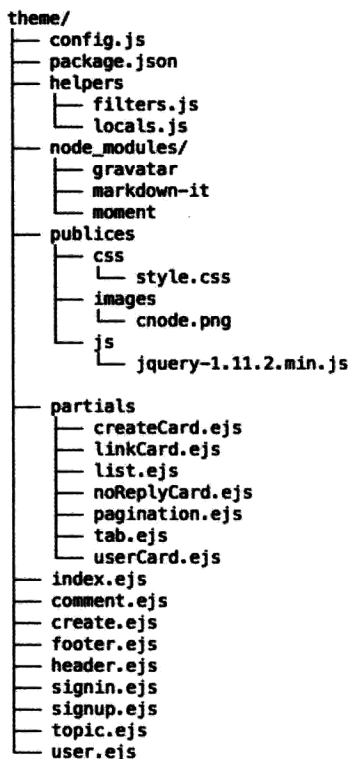 theme/
├── config.js
├── package.json
├── helpers
│   ├── filters.js
│   └── locals.js
├── node_modules/
│   ├── gravatar
│   ├── markdown-it
│   └── moment
├── publices
│   ├── css
│   │   └── style.css
│   ├── images
│   │   └── cnode.png
│   └── js
│       └── jquery-1.11.2.min.js
├── partials
│   ├── createCard.ejs
│   ├── linkCard.ejs
│   ├── list.ejs
│   ├── noReplyCard.ejs
│   ├── pagination.ejs
│   ├── tab.ejs
│   └── userCard.ejs
├── index.ejs
├── comment.ejs
├── create.ejs
├── footer.ejs
├── header.ejs
├── signin.ejs
├── signup.ejs
├── topic.ejs
└── user.ejs